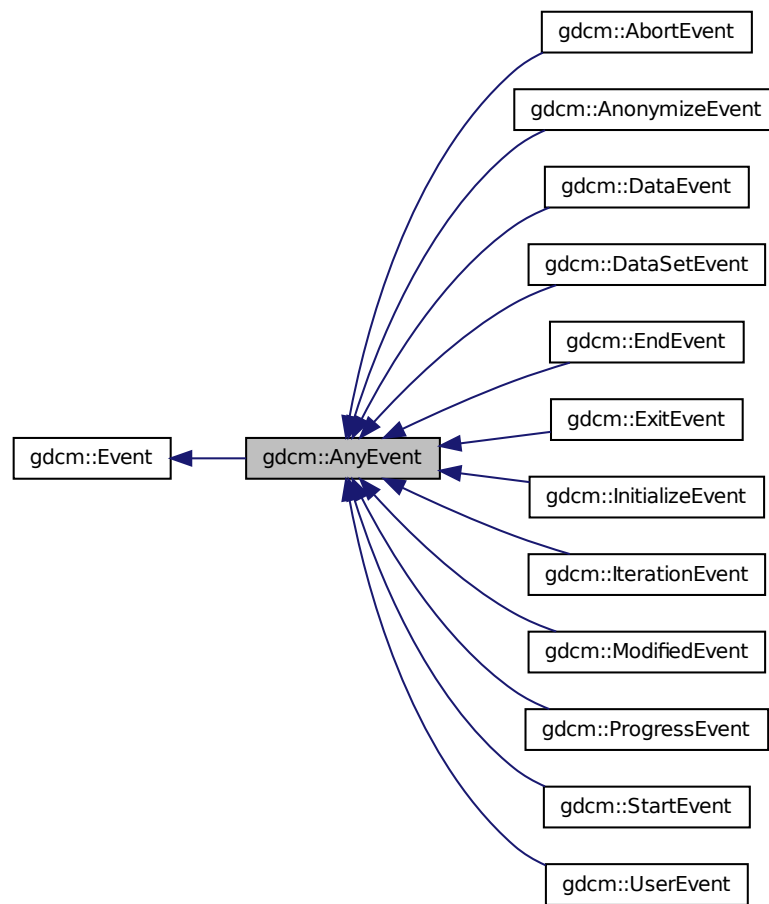 gdcm::AbortEvent
gdcm::AnonymizeEvent
gdcm::DataEvent
gdcm::DataSetEvent
gdcm::EndEvent
gdcm::ExitEvent
gdcm::Event
gdcm::AnyEvent
gdcm::InitializeEvent
gdcm::IterationEvent
gdcm::ModifiedEvent
gdcm::ProgressEvent
gdcm::StartEvent
gdcm::UserEvent